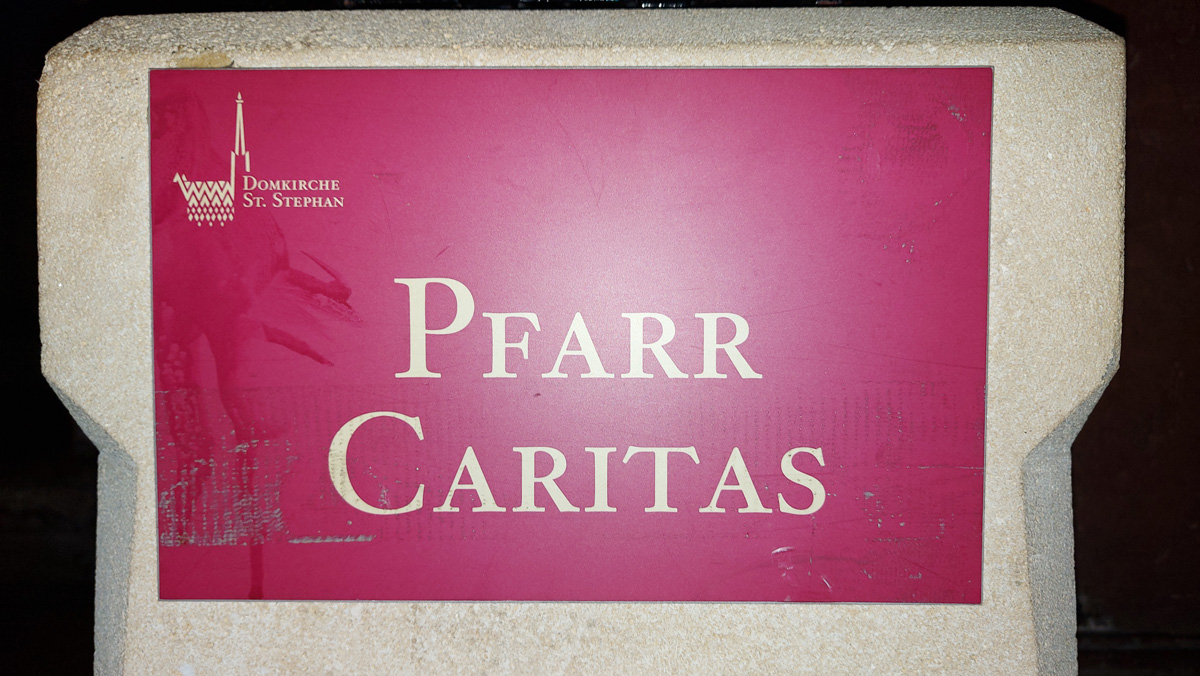 Domkirche
St. Stephan
Pfarr
Caritas